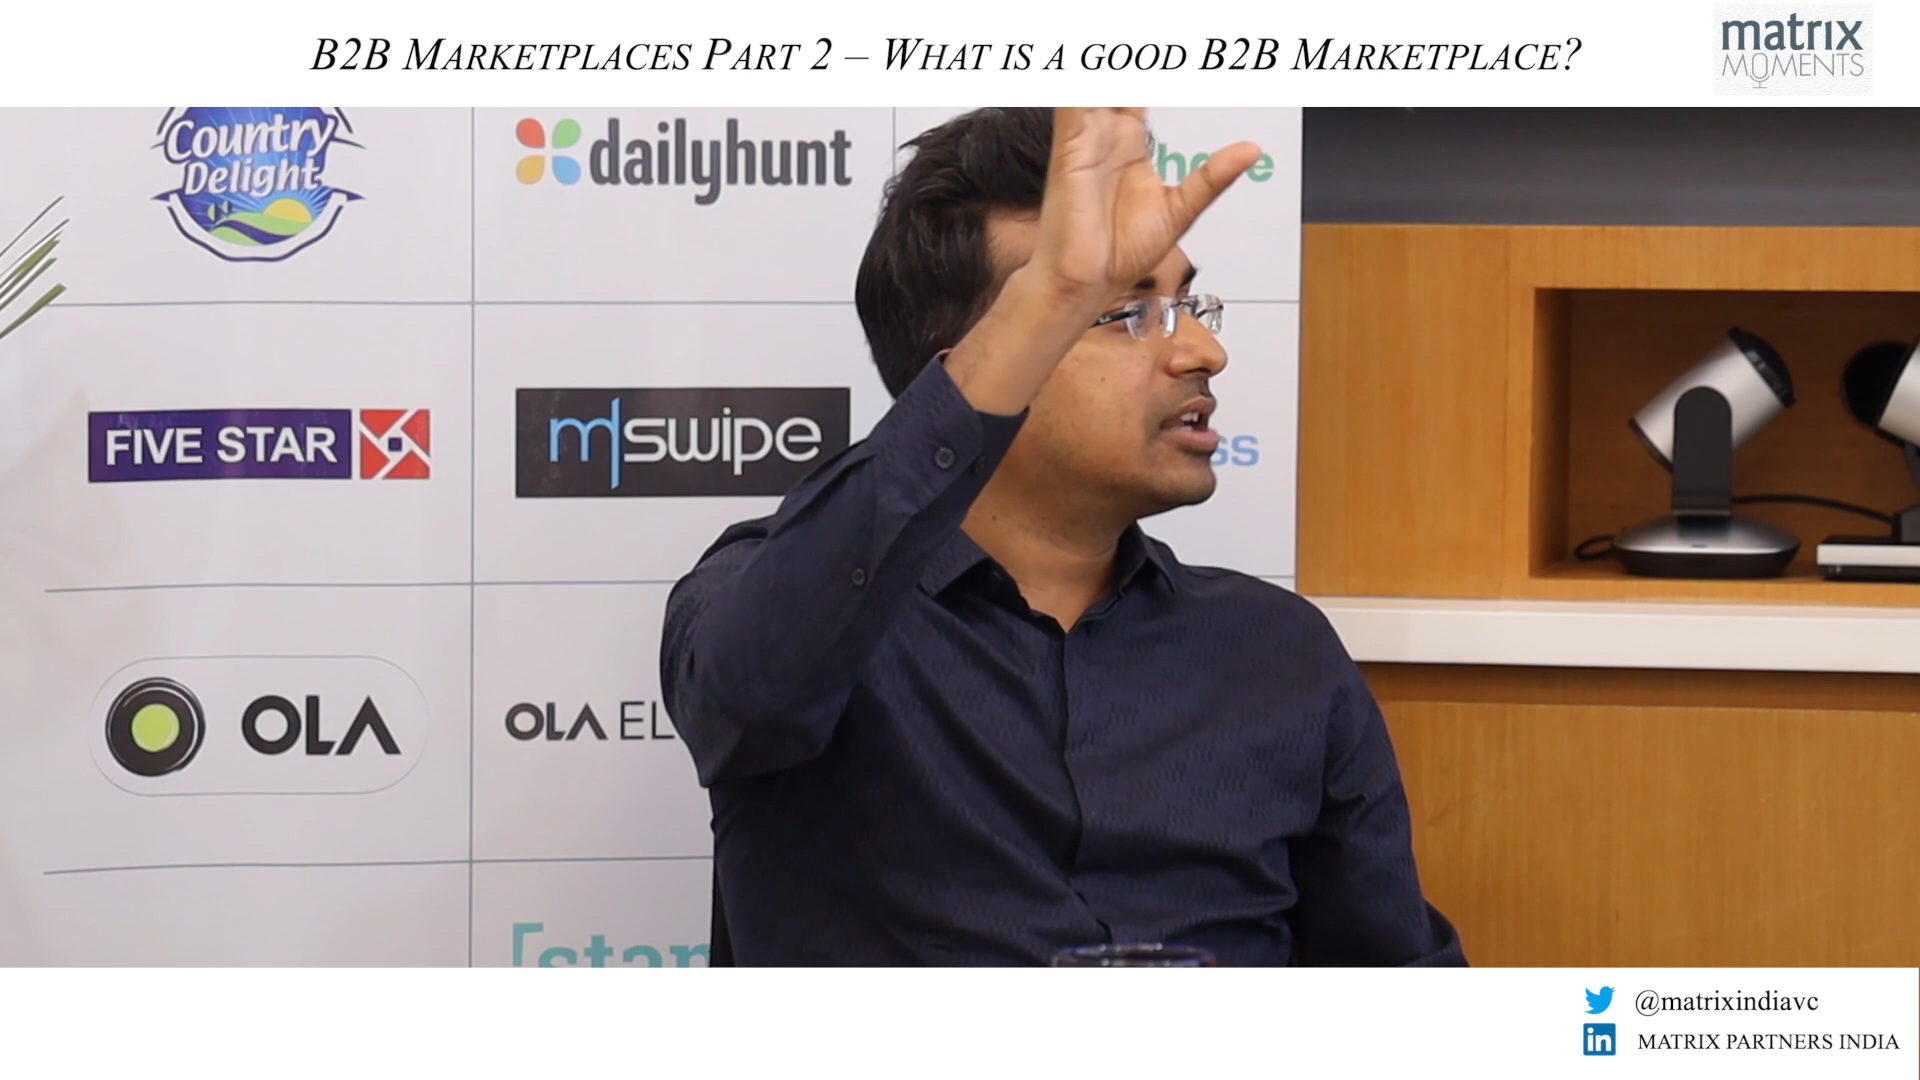 B2B MARKETPLACES PART 2 – WHAT IS A GOOD B2B MARKETPLACE?
matrix
MOMENTS
Country
Delight
dailyhunt
FIVE STAR
mswipe
OLA
OLA EL
@matrixindiavc
in MATRIX PARTNERS INDIA